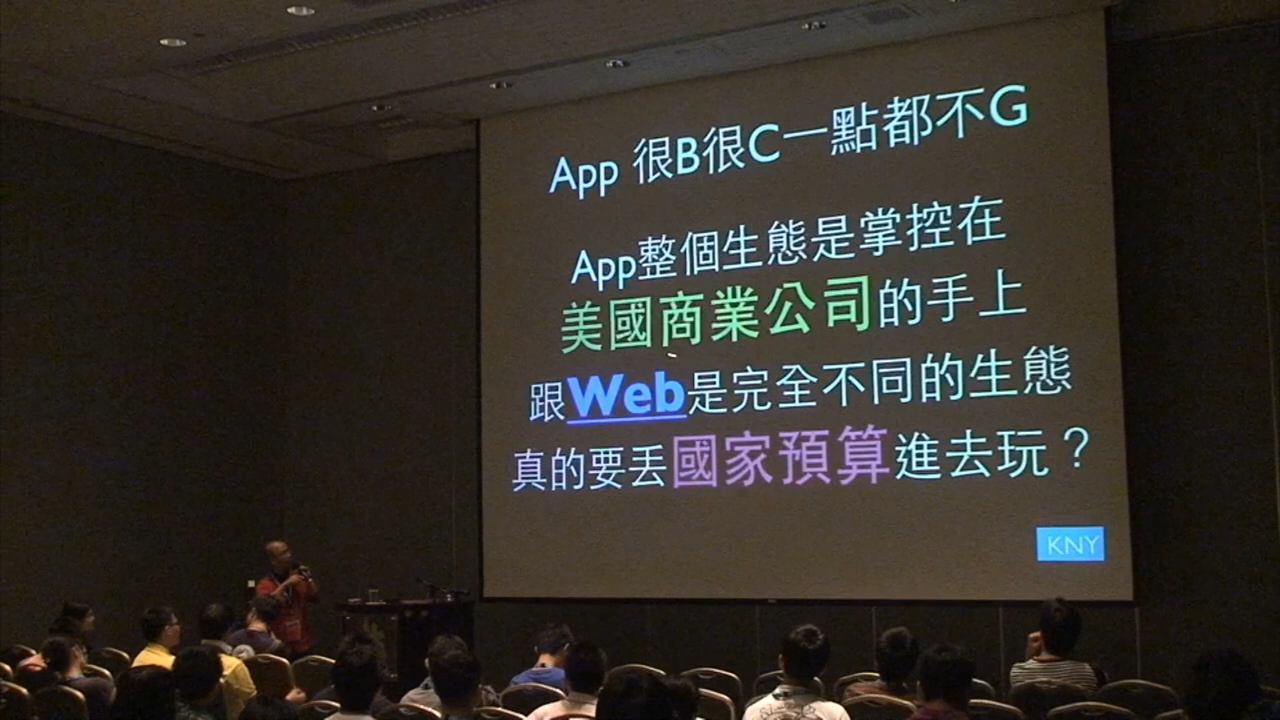 App 很B很C一點都不G
App整個生態是掌控在
美國商業公司的手上
跟Web是完全不同的生態
真的要丟國家預算進去玩？
KNY